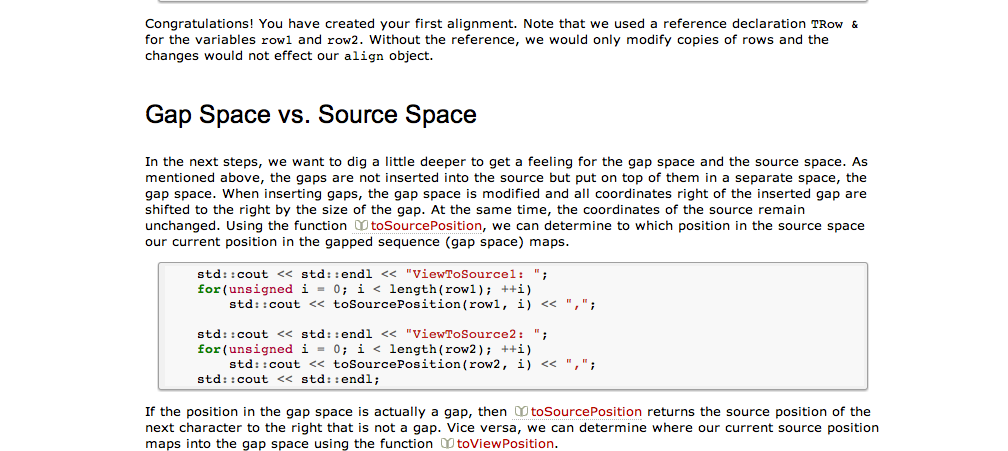 Congratulations! You have created your first alignment. Note that we used a reference declaration TRow &
for the variables row1 and row2. Without the reference, we would only modify copies of rows and the
changes would not effect our align object.
Gap Space vs. Source Space
In the next steps, we want to dig a little deeper to get a feeling for the gap space and the source space. As
mentioned above, the gaps are not inserted into the source but put on top of them in a separate space, the
gap space. When inserting gaps, the gap space is modified and all coordinates right of the inserted gap are
shifted to the right by the size of the gap. At the same time, the coordinates of the source remain
unchanged. Using the function toSourcePosition, we can determine to which position in the source space
our current position in the gapped sequence (gap space) maps.
std::cout << std::endl << "ViewToSource1: ";
for(unsigned i = 0; i < length(row1); ++i)
    std::cout << toSourcePosition(row1, i) << ",";
std::cout << std::endl << "ViewToSource2: ";
for(unsigned i = 0; i < length(row2); ++i)
    std::cout << toSourcePosition(row2, i) << ",";
std::cout << std::endl;
If the position in the gap space is actually a gap, then toSourcePosition returns the source position of the
next character to the right that is not a gap. Vice versa, we can determine where our current source position
maps into the gap space using the function toViewPosition.